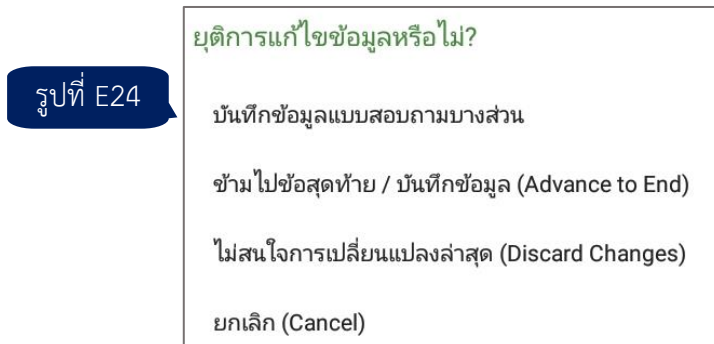 ยุติการแก้ไขข้อมูลหรือไม่?
รูปที่ E24
บันทึกข้อมูลแบบสอบถามบางส่วน
ข้ามไปข้อสุดท้าย / บันทึกข้อมูล (Advance to End)
ไม่สนใจการเปลี่ยนแปลงล่าสุด (Discard Changes)
ยกเลิก (Cancel)